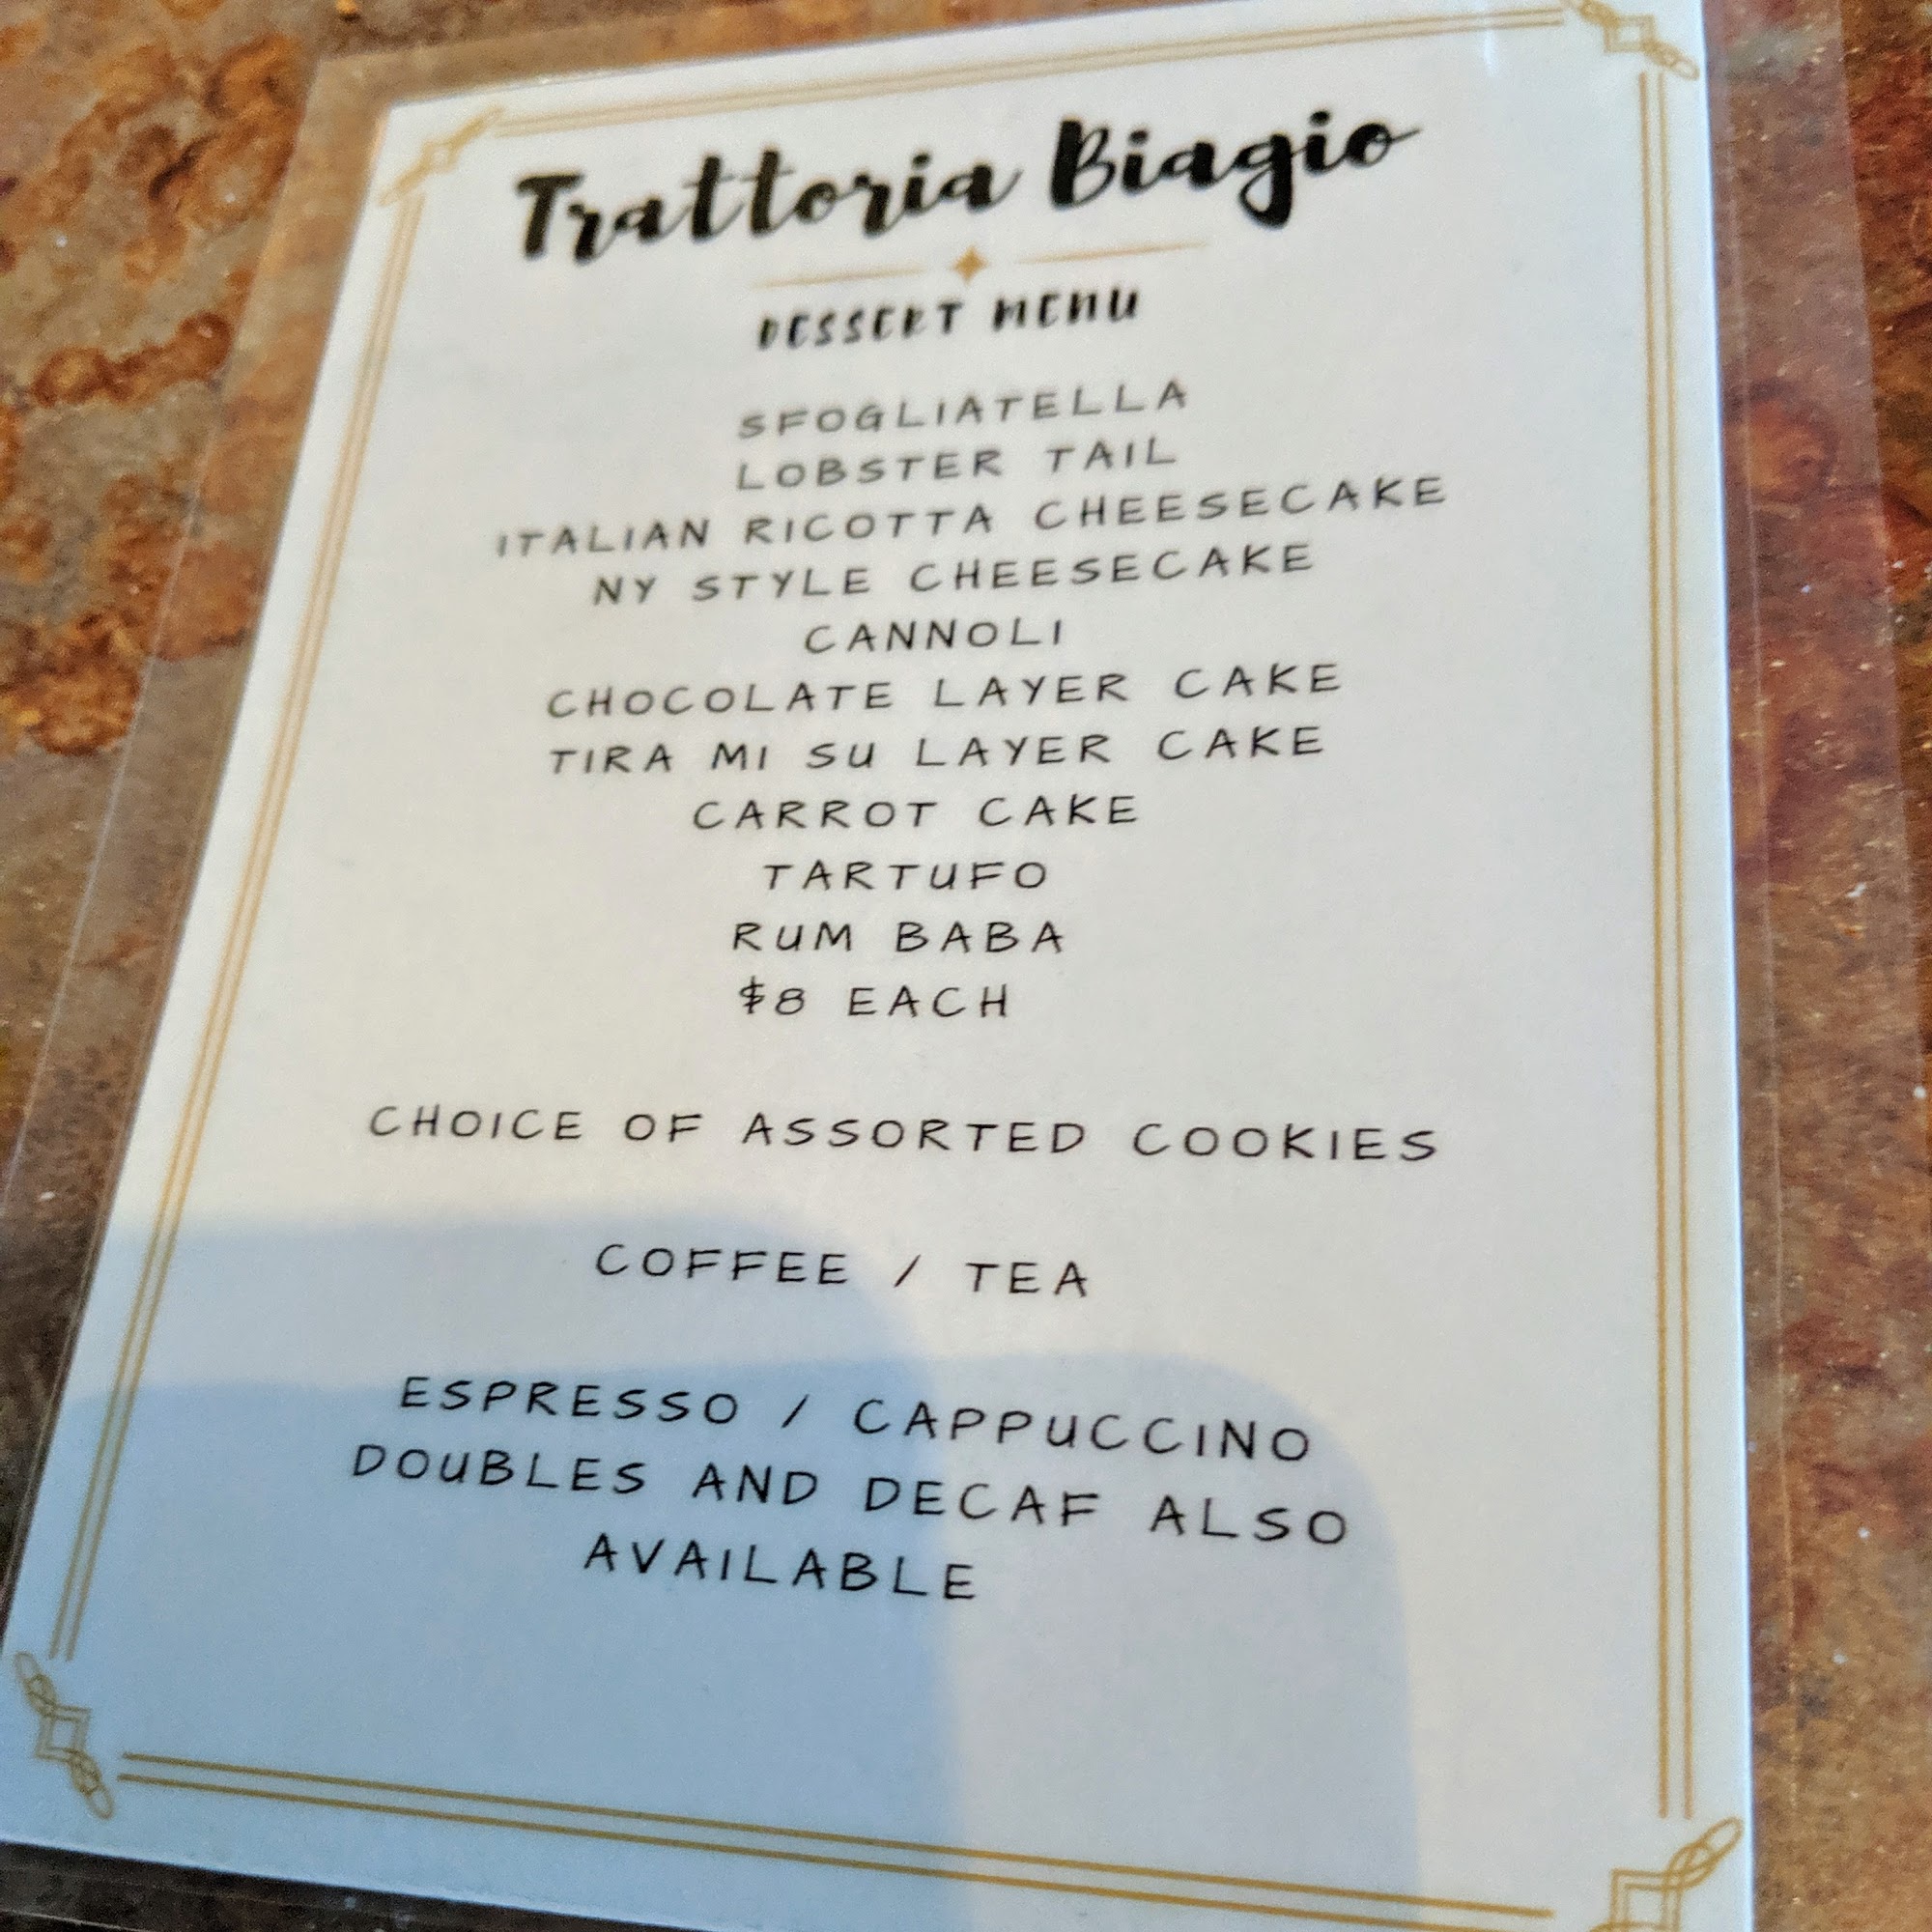 Trattoria Biagio
DESSERT MENU
SFOGLIATELLA
LOBSTER TAIL
ITALIAN RICOTTA CHEESECAKE
NY STYLE CHEESECAKE
CANNOLI
CHOCOLATE LAYER CAKE
TIRA MI SU LAYER CAKE
CARROT CAKE
TARTUFO
RUM BABA
$8 EACH
CHOICE OF ASSORTED COOKIES
COFFEE / TEA
ESPRESSO / CAPPUCCINO
DOUBLES AND DECAF ALSO
AVAILABLE